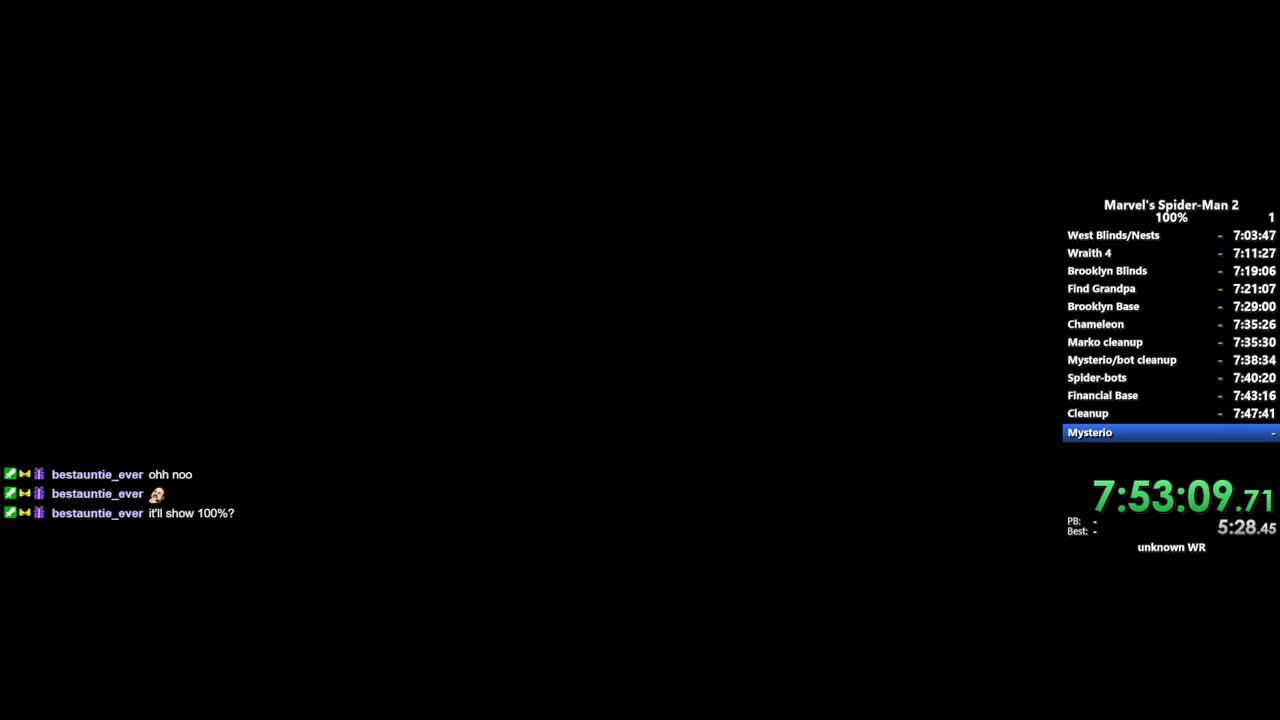 Marvel's Spider-Man 2
100% 1
West Blinds/Nests - 7:03:47
Wraith 4 - 7:11:27
Brooklyn Blinds - 7:19:06
Find Grandpa - 7:21:07
Brooklyn Base - 7:29:00
Chameleon - 7:35:26
Marko cleanup - 7:35:30
Mysterio/bot cleanup - 7:38:34
Spider-bots - 7:40:20
Financial Base - 7:43:16
Cleanup - 7:47:41
Mysterio -
7:53:09.71
PB: -
Best: - 5:28.45
unknown WR
bestauntie_ever ohh noo
bestauntie_ever
bestauntie_ever it'll show 100%?